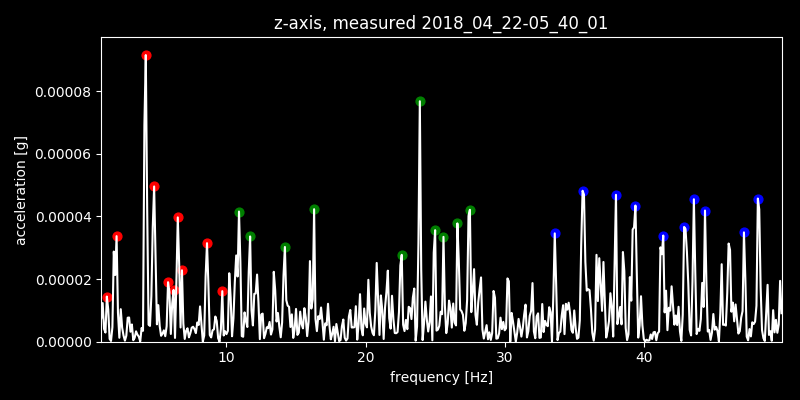 z-axis, measured 2018_04_22-05_40_01
acceleration [g]
0.00008
0.00006
0.00004
0.00002
0.00000
10 20 30 40
frequency [Hz]